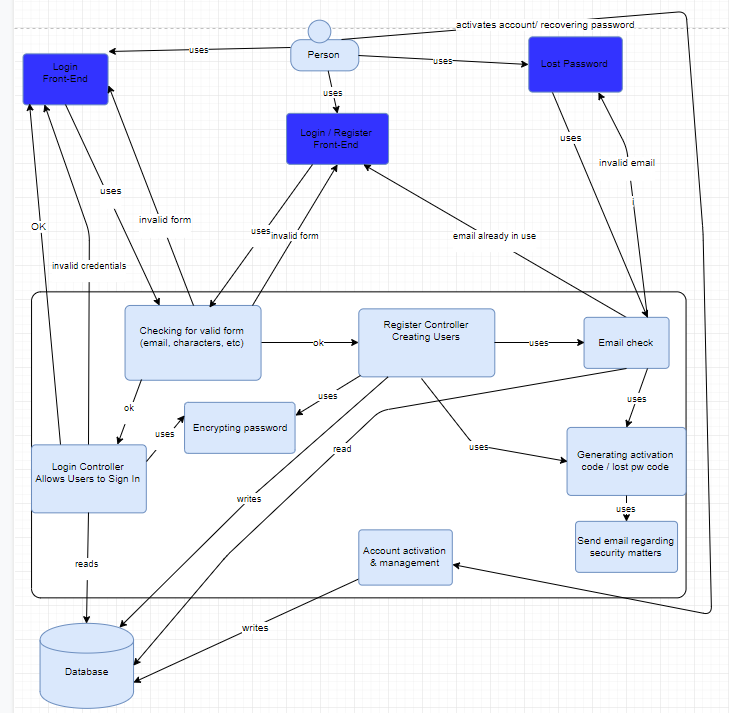 activates account/ recovering password
Person
uses
uses
uses
Login
Front-End
Lost Password
Login / Register
Front-End
uses
invalid email
i
uses
invalid form
OK
uses
invalid form
email already in use
invalid credentials
Checking for valid form
(email, characters, etc)
ok
Register Controller
Creating Users
uses
Email check
ok
uses
uses
Encrypting password
uses
uses
read
Login Controller
Allows Users to Sign In
Generating activation
code / lost pw code
writes
uses
Send email regarding
security matters
Account activation
& management
reads
writes
Database